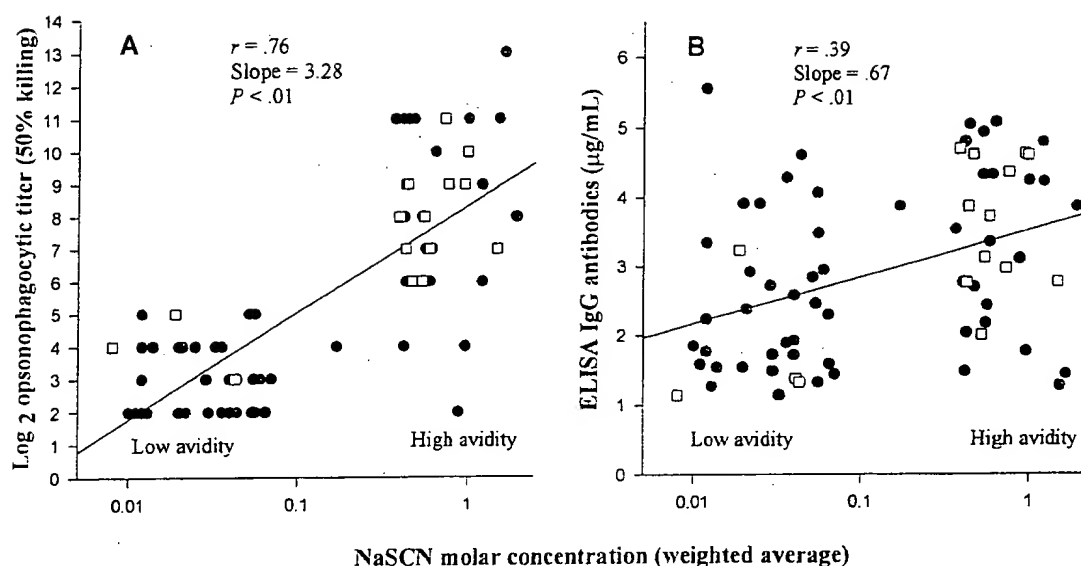 A
r = .76
Slope = 3.28
P < .01
Log 2 opsonophagocytic titer (50% killing)
14
13
12
11
10
9
8
7
6
5
4
3
2
1
0
Low avidity
High avidity
0.01
0.1
1
B
r = .39
Slope = .67
P < .01
ELISA IgG antibodies (µg/mL)
6
5
4
3
2
1
0
Low avidity
High avidity
0.01
0.1
1
NaSCN molar concentration (weighted average)